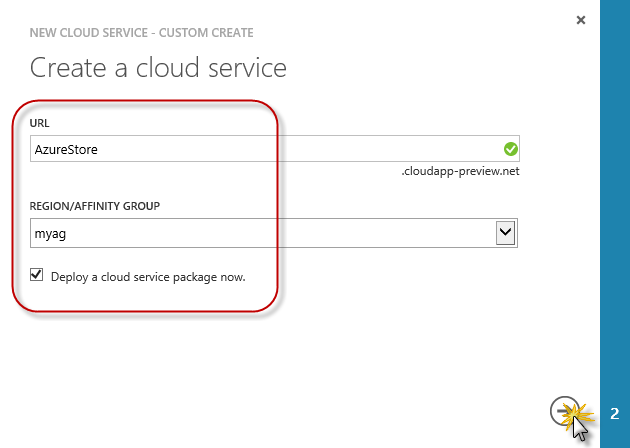 NEW CLOUD SERVICE - CUSTOM CREATE
Create a cloud service
URL
AzureStore
.cloudapp-preview.net
REGION/AFFINITY GROUP
myag
Deploy a cloud service package now.
2